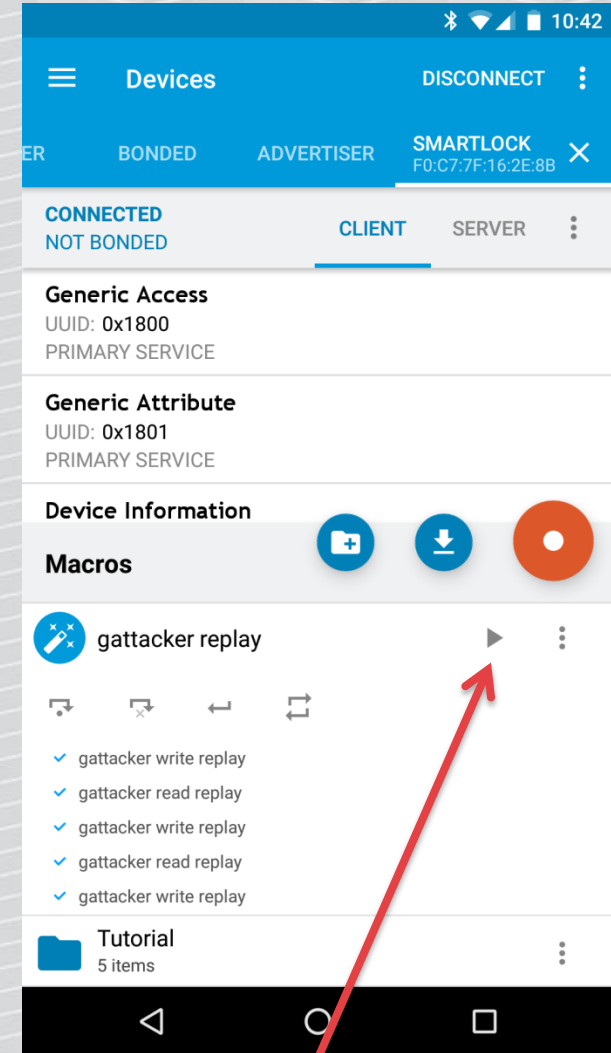 10:42
Devices
DISCONNECT
ER BONDED ADVERTISER SMARTLOCK
F0:C7:7F:16:2E:8B
CONNECTED
NOT BONDED
CLIENT SERVER
Generic Access
UUID: 0x1800
PRIMARY SERVICE
Generic Attribute
UUID: 0x1801
PRIMARY SERVICE
Device Information
Macros
gattacker replay
gattacker write replay
gattacker read replay
gattacker write replay
gattacker read replay
gattacker write replay
Tutorial
5 items